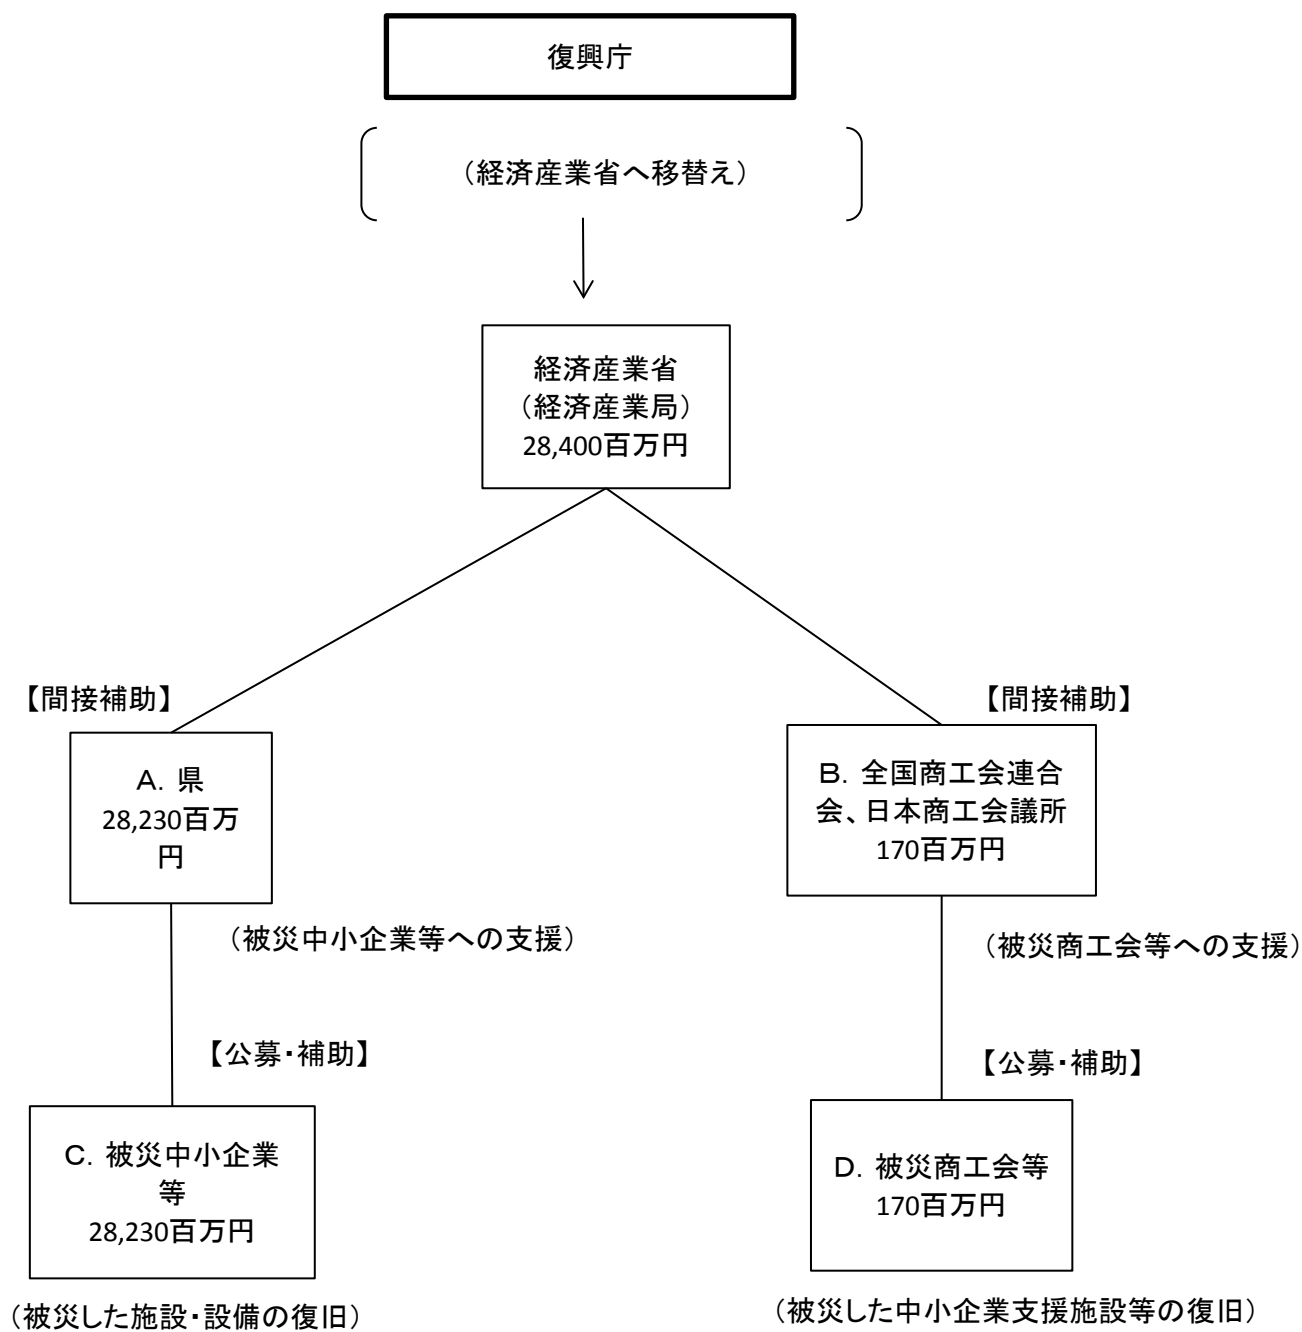 復興庁
（経済産業省へ移替え）
経済産業省
（経済産業局）
28,400百万円
【間接補助】
【間接補助】
A. 県
28,230百万
円
B. 全国商工会連合
会、日本商工会議所
170百万円
（被災中小企業等への支援）
（被災商工会等への支援）
【公募・補助】
【公募・補助】
C. 被災中小企業
等
28,230百万円
D. 被災商工会等
170百万円
（被災した施設・設備の復旧）
（被災した中小企業支援施設等の復旧）